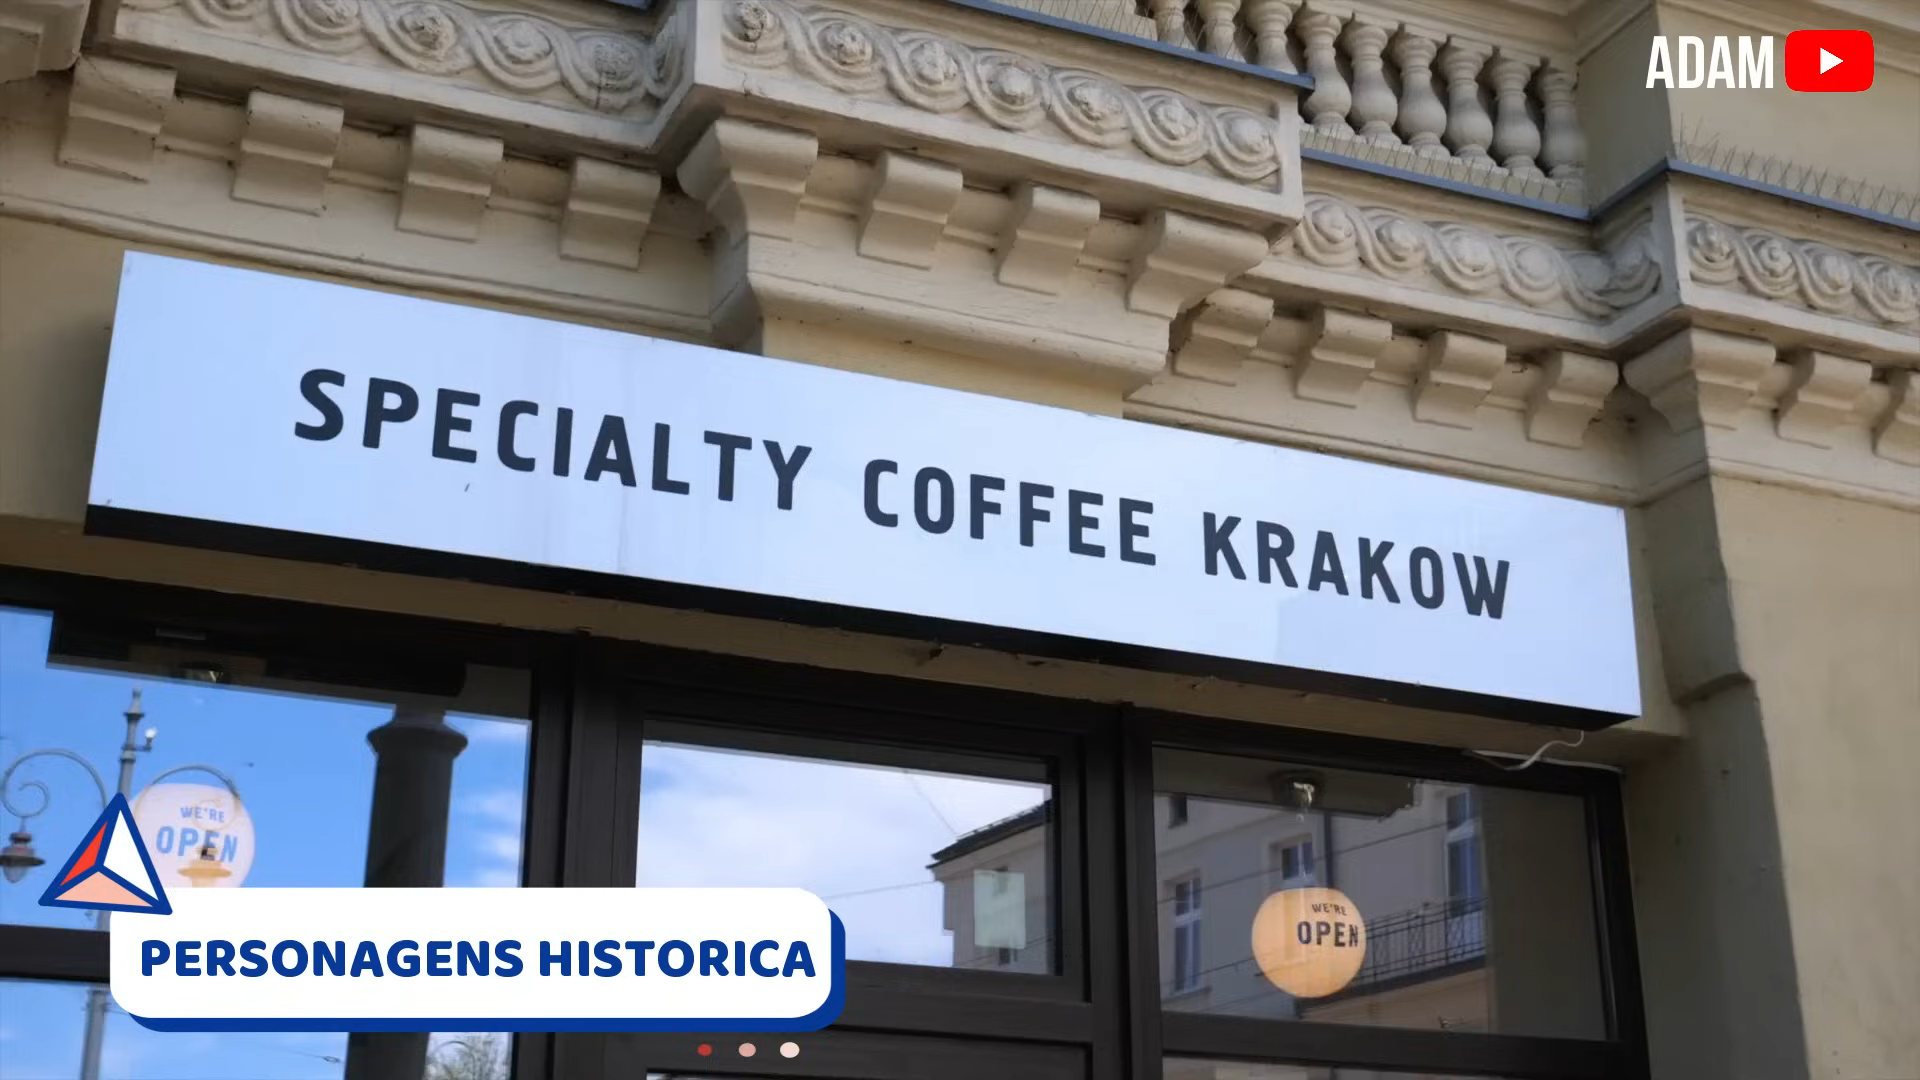 ADAM
SPECIALTY COFFEE KRAKOW
WE'RE
OPEN
WE'RE
OPEN
PERSONAGENS HISTORICA